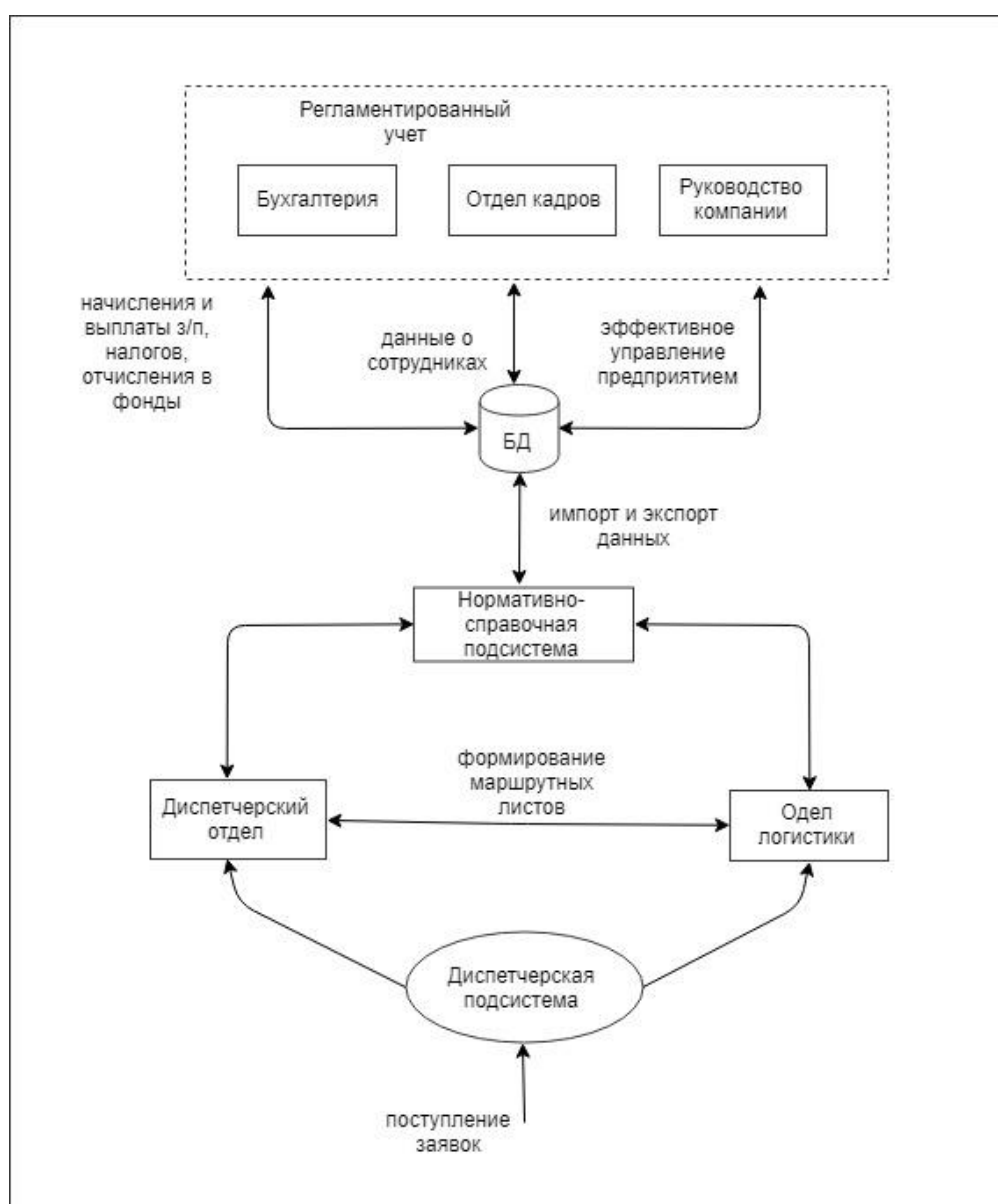 Регламентированный
учет
Бухгалтерия
Отдел кадров
Руководство
компании
начисления и
выплаты з/п,
налогов,
отчисления в
фонды
данные о
сотрудниках
эффективное
управление
предприятием
БД
импорт и экспорт
данных
Нормативно-
справочная
подсистема
формирование
маршрутных
листов
Диспетчерский
отдел
Одел
логистики
Диспетчерская
подсистема
поступление
заявок